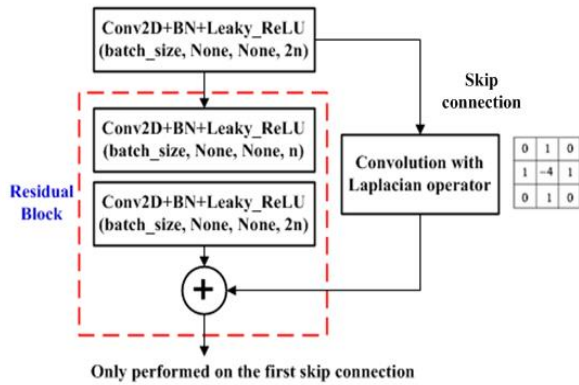 Conv2D+BN+Leaky_ReLU
(batch_size, None, None, 2n)
Skip
connection
Conv2D+BN+Leaky_ReLU
(batch_size, None, None, n)
Residual
Block
Conv2D+BN+Leaky_ReLU
(batch_size, None, None, 2n)
Convolution with
Laplacian operator
0 1 0
1 -4 1
0 1 0
+
Only performed on the first skip connection